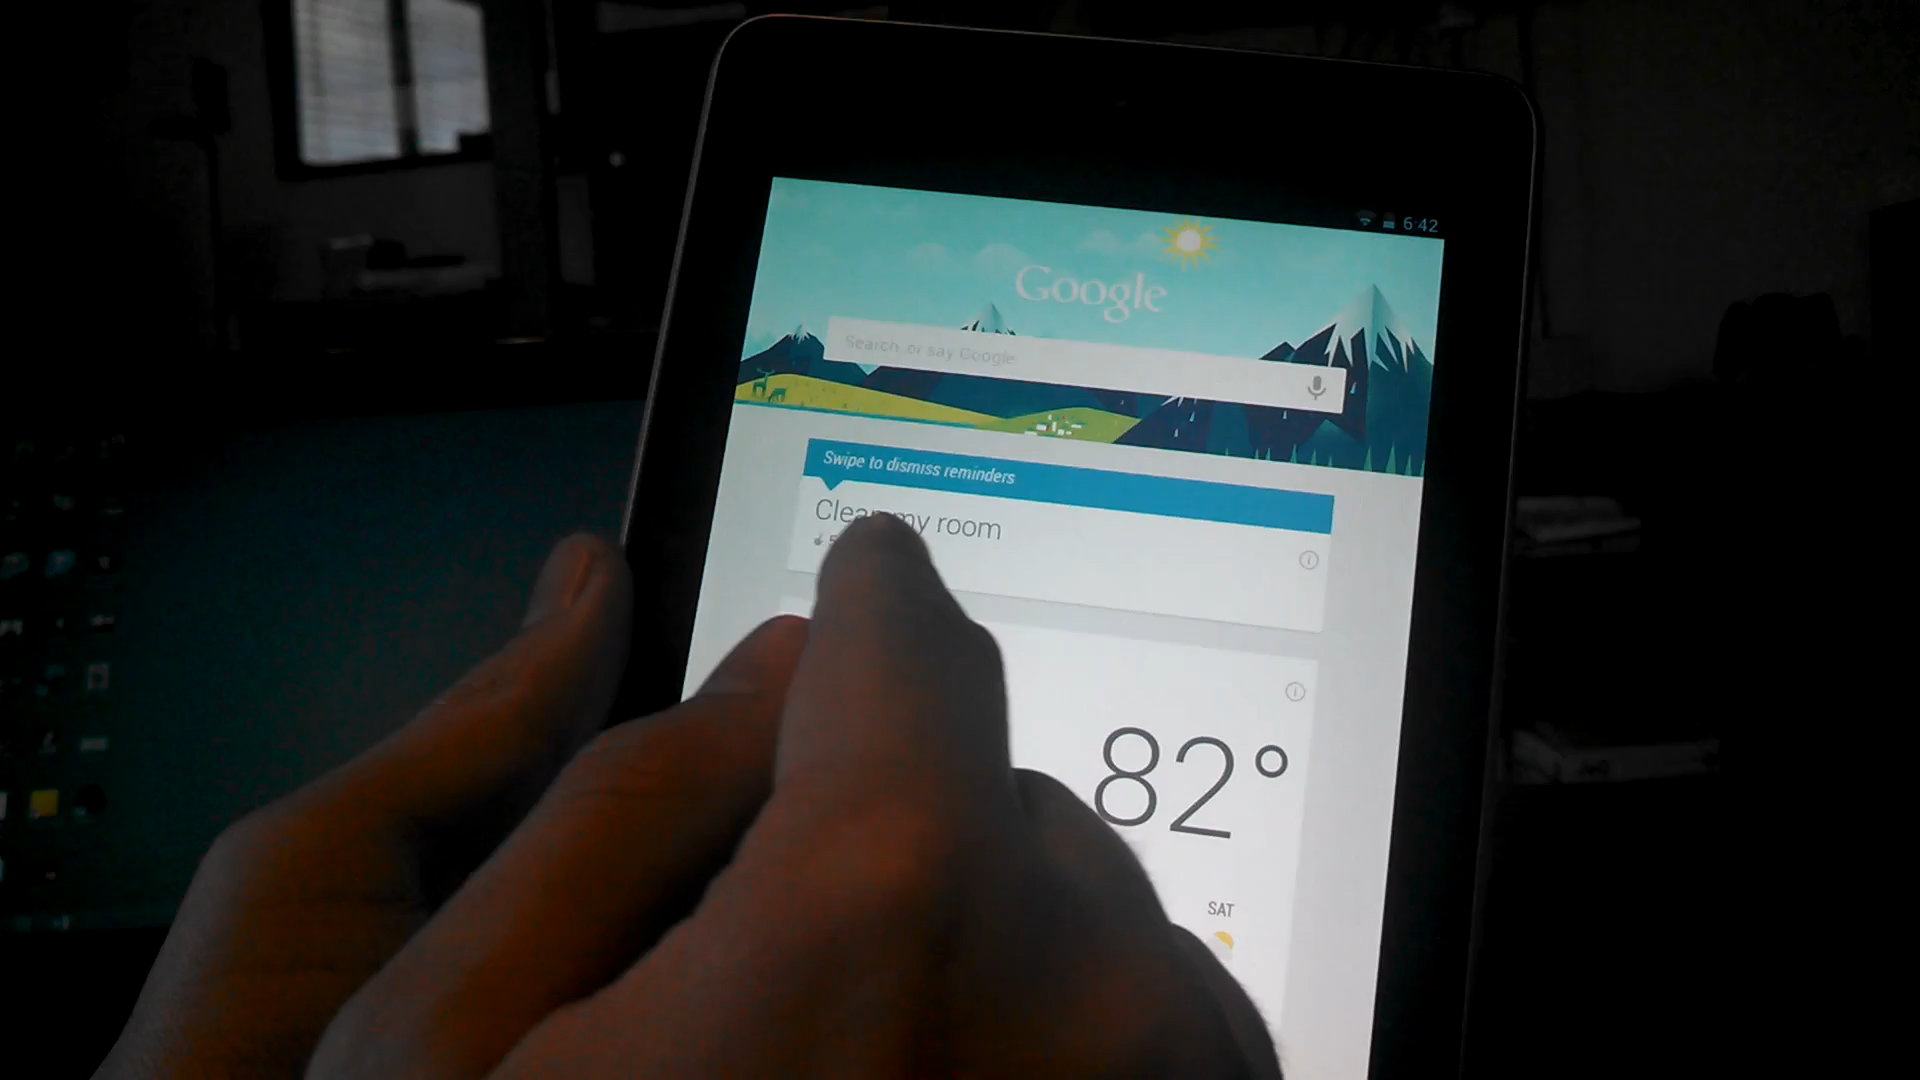 6:42
Google
Search, or say Google
Swipe to dismiss reminders
Clean my room
82°
SAT